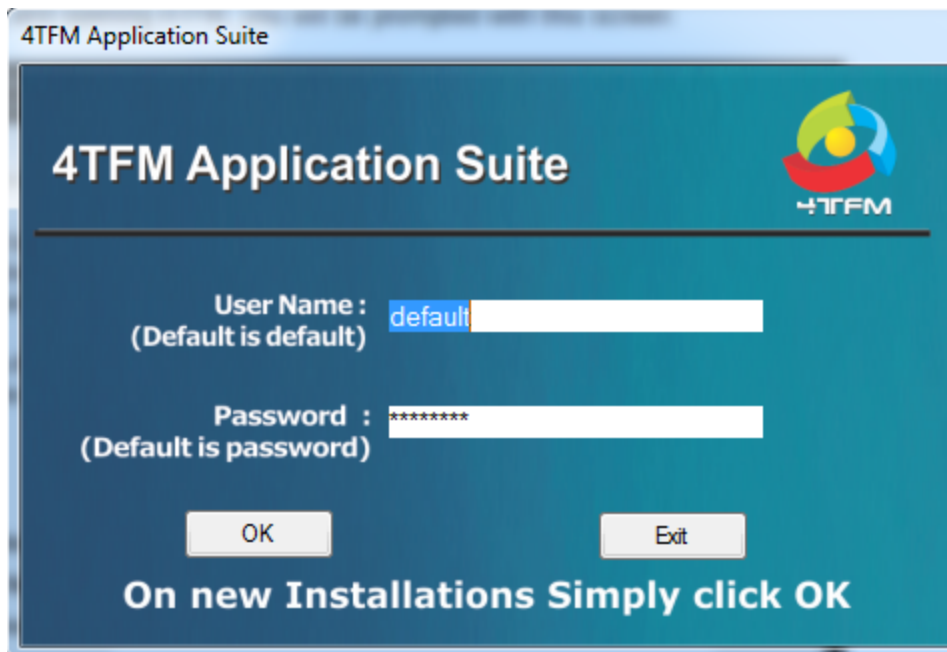 4TFM Application Suite
4TFM Application Suite
4TFM
User Name :
(Default is default)
default
Password :
(Default is password)
********
OK
Exit
On new Installations Simply click OK